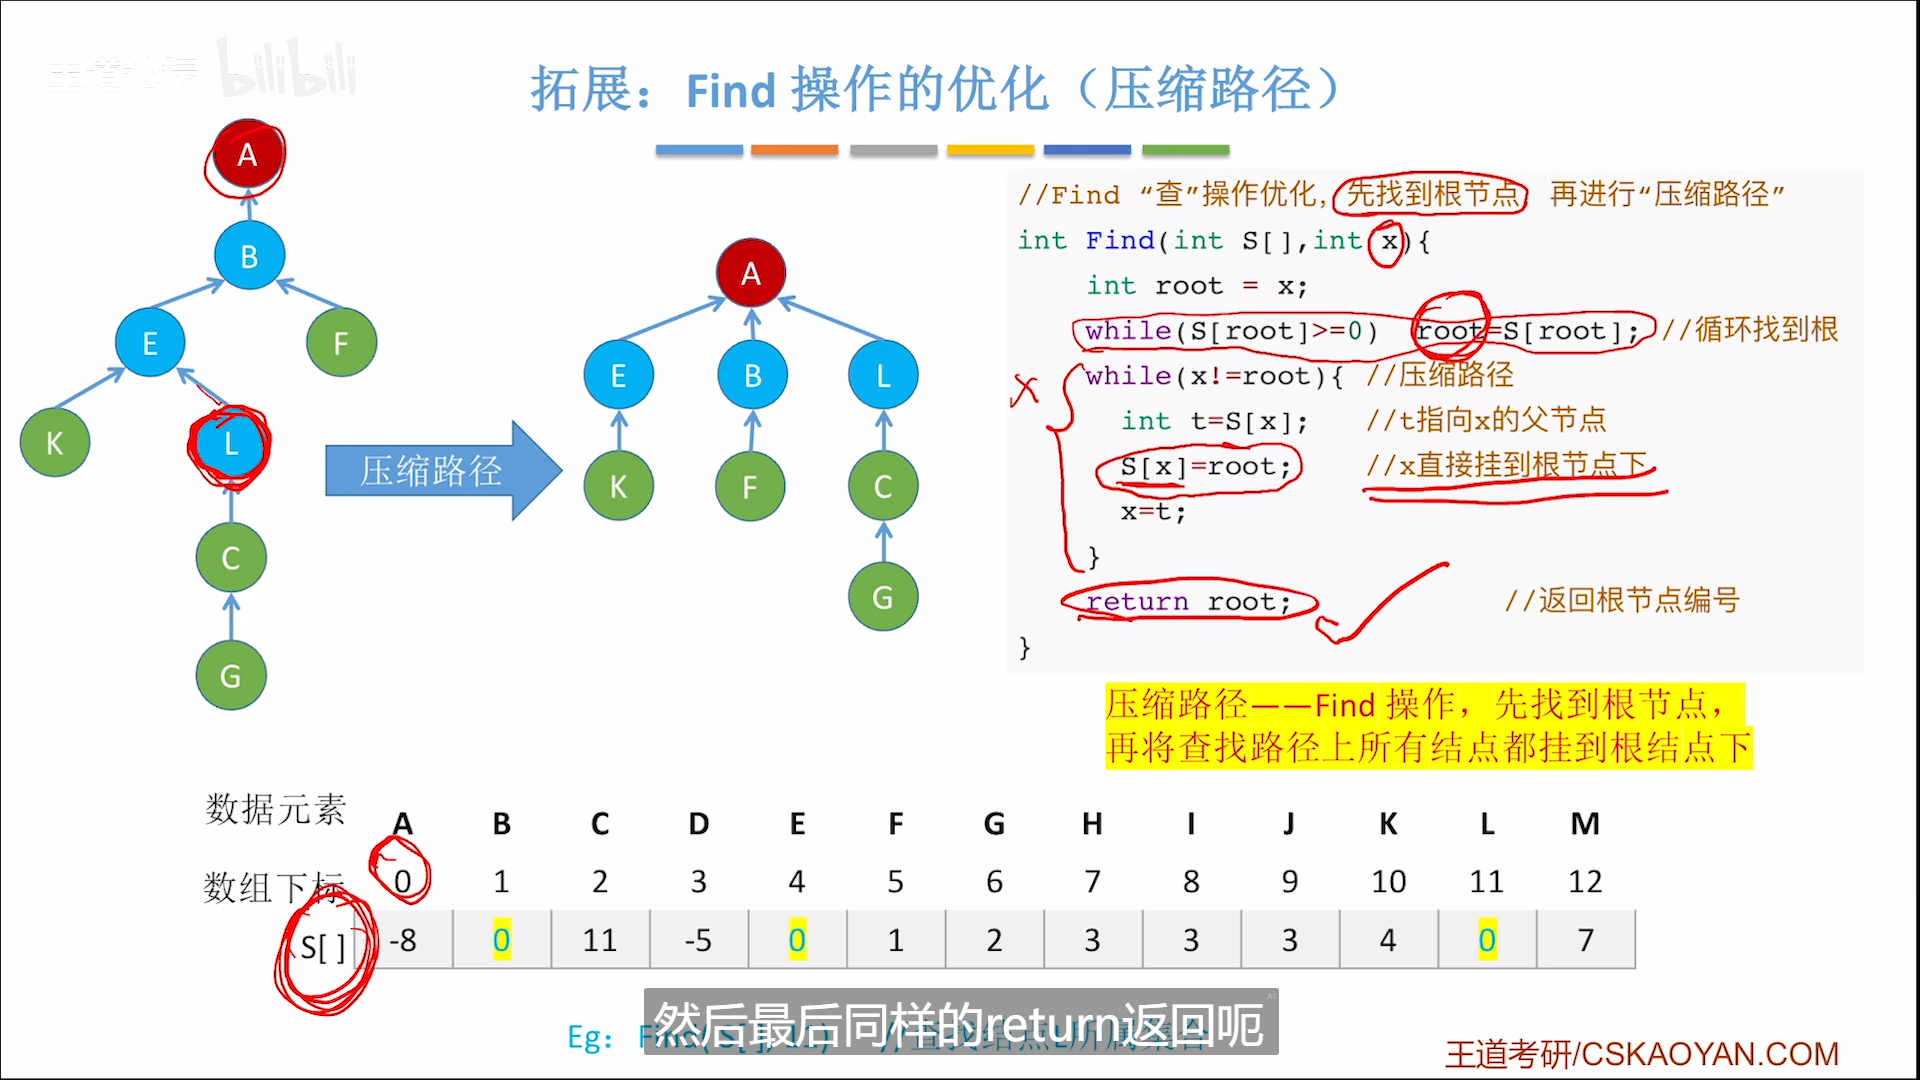 王道论坛 bilibili
拓展：Find 操作的优化（压缩路径）
A
B
E
F
K
L
C
G
压缩路径
A
E
B
L
K
F
C
G
//Find “查”操作优化，先找到根节点，再进行“压缩路径”
int Find(int S[],int x){
int root = x;
while(S[root]>=0) root=S[root]; //循环找到根
while(x!=root){ //压缩路径
int t=S[x]; //t指向x的父节点
S[x]=root; //x直接挂到根节点下
x=t;
}
return root; //返回根节点编号
}
x
压缩路径——Find 操作，先找到根节点，
再将查找路径上所有结点都挂到根结点下
数据元素 A B C D E F G H I J K L M
数组下标 0 1 2 3 4 5 6 7 8 9 10 11 12
S[ ] -8 0 11 -5 0 1 2 3 3 3 4 0 7
Eg：
然后最后同样的return返回呃
王道考研/CSKAOYAN.COM